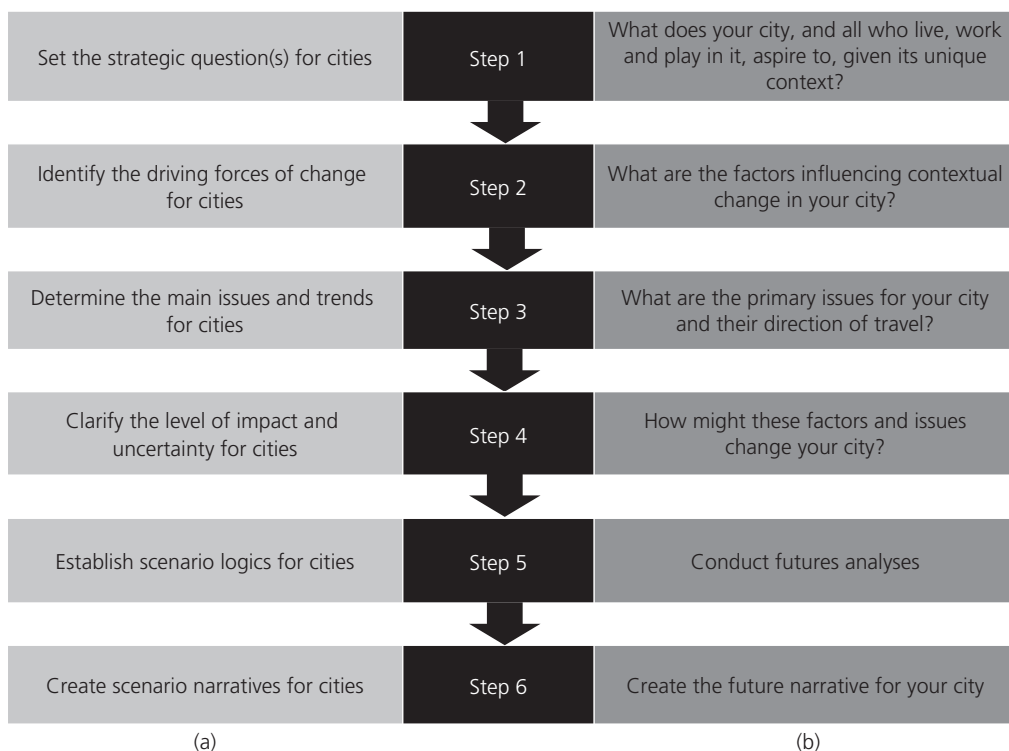 Set the strategic question(s) for cities
Step 1
What does your city, and all who live, work
and play in it, aspire to, given its unique
context?
Identify the driving forces of change
for cities
Step 2
What are the factors influencing contextual
change in your city?
Determine the main issues and trends
for cities
Step 3
What are the primary issues for your city
and their direction of travel?
Clarify the level of impact and
uncertainty for cities
Step 4
How might these factors and issues
change your city?
Establish scenario logics for cities
Step 5
Conduct futures analyses
Create scenario narratives for cities
Step 6
Create the future narrative for your city
(a)
(b)